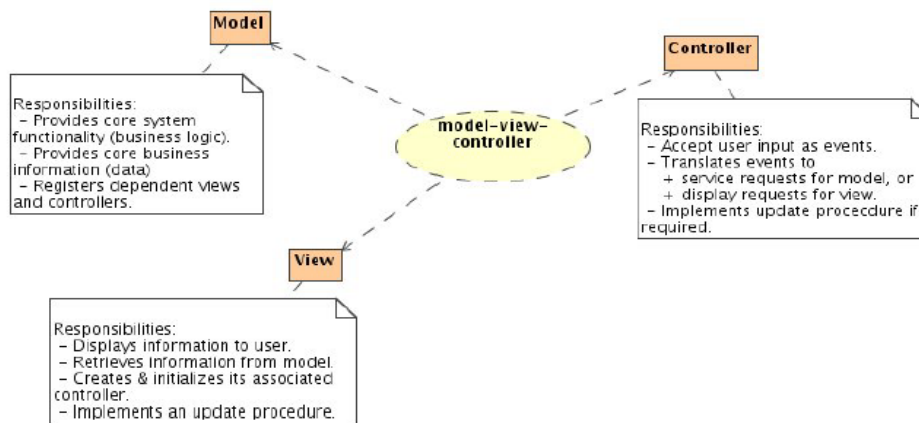 Model
Responsibilities:
– Provides core system
functionality (business logic).
– Provides core business
information (data)
– Registers dependent views
and controllers.
model-view-
controller
Controller
Responsibilities:
– Accept user input as events.
– Translates events to
+ service requests for model, or
+ display requests for view.
– Implements update procecdure if
required.
View
Responsibilities:
– Displays information to user.
– Retrieves information from model.
– Creates & initializes its associated
controller.
– Implements an update procedure.